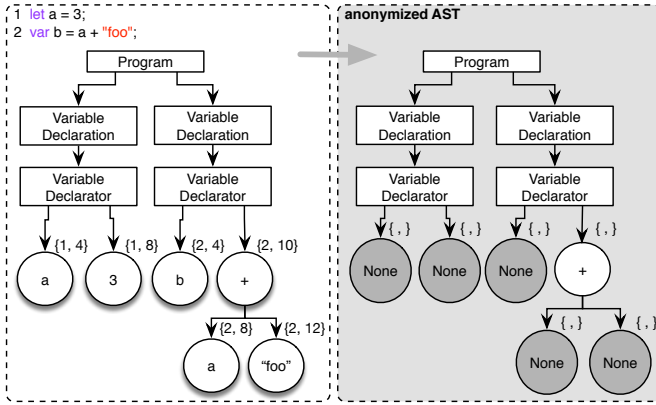 1 let a = 3;
2 var b = a + "foo";
Program
Variable
Declaration
Variable
Declaration
Variable
Declarator
Variable
Declarator
{1, 4}
{1, 8}
{2, 4}
{2, 10}
a
3
b
+
{2, 8}
{2, 12}
a
“foo”
anonymized AST
Program
Variable
Declaration
Variable
Declaration
Variable
Declarator
Variable
Declarator
{ , }
{ , }
{ , }
{ , }
None
None
None
+
{ , }
{ , }
None
None